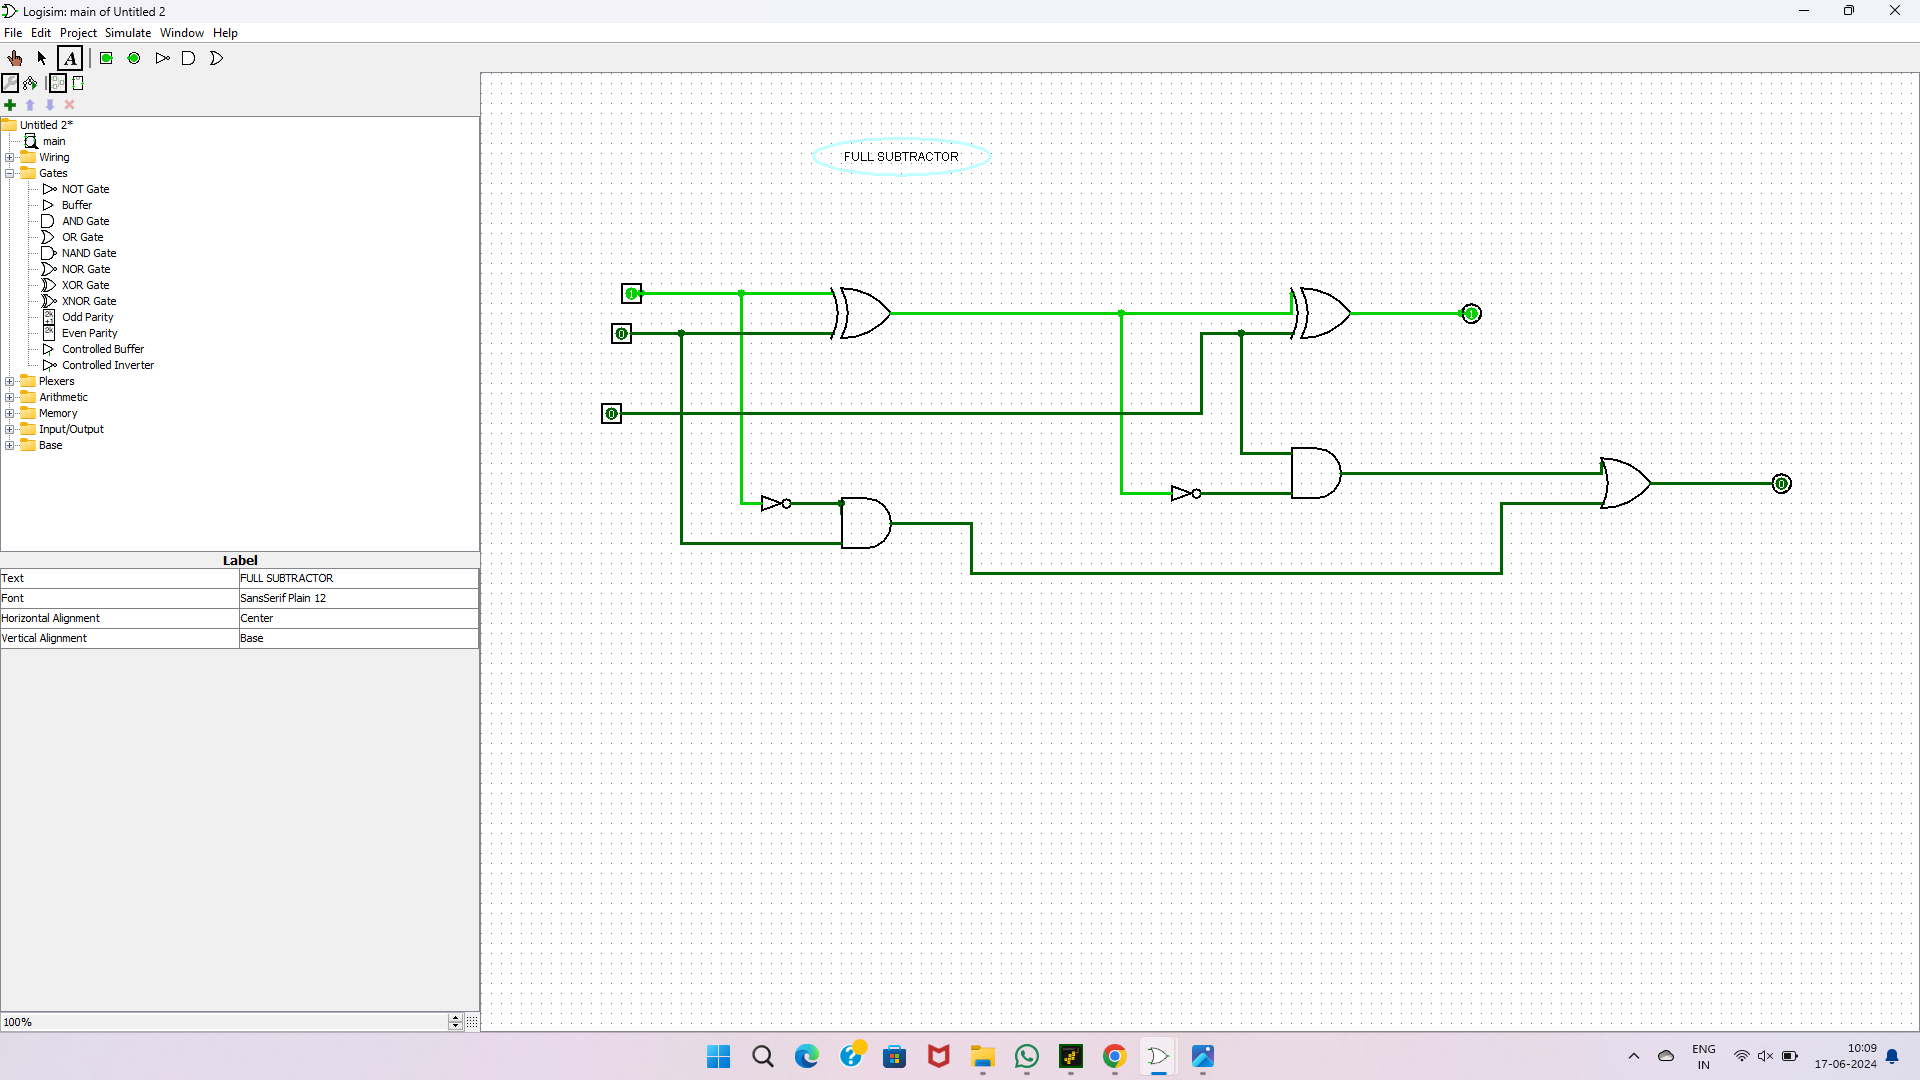 Logisim: main of Untitled 2
File Edit Project Simulate Window Help
A
Untitled 2*
main
Wiring
Gates
NOT Gate
Buffer
AND Gate
OR Gate
NAND Gate
NOR Gate
XOR Gate
XNOR Gate
Odd Parity
Even Parity
Controlled Buffer
Controlled Inverter
Plexers
Arithmetic
Memory
Input/Output
Base
Label
Text FULL SUBTRACTOR
Font SansSerif Plain 12
Horizontal Alignment Center
Vertical Alignment Base
100%
FULL SUBTRACTOR
1
0
0
1
0
ENG
IN
10:09
17-06-2024